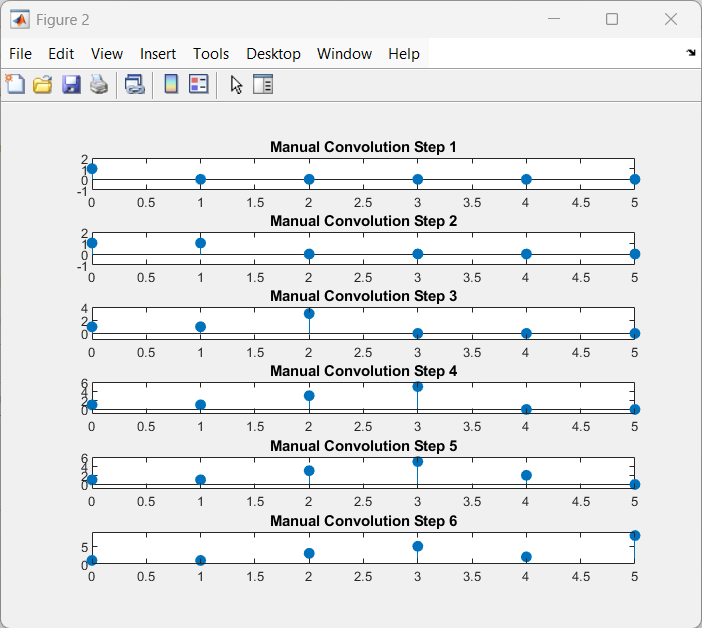 Figure 2
File Edit View Insert Tools Desktop Window Help
Manual Convolution Step 1
2
1
0
-1
0 0.5 1 1.5 2 2.5 3 3.5 4 4.5 5
Manual Convolution Step 2
2
1
0
-1
0 0.5 1 1.5 2 2.5 3 3.5 4 4.5 5
Manual Convolution Step 3
4
2
0
0 0.5 1 1.5 2 2.5 3 3.5 4 4.5 5
Manual Convolution Step 4
6
4
2
0
0 0.5 1 1.5 2 2.5 3 3.5 4 4.5 5
Manual Convolution Step 5
6
4
2
0
0 0.5 1 1.5 2 2.5 3 3.5 4 4.5 5
Manual Convolution Step 6
5
0
0 0.5 1 1.5 2 2.5 3 3.5 4 4.5 5